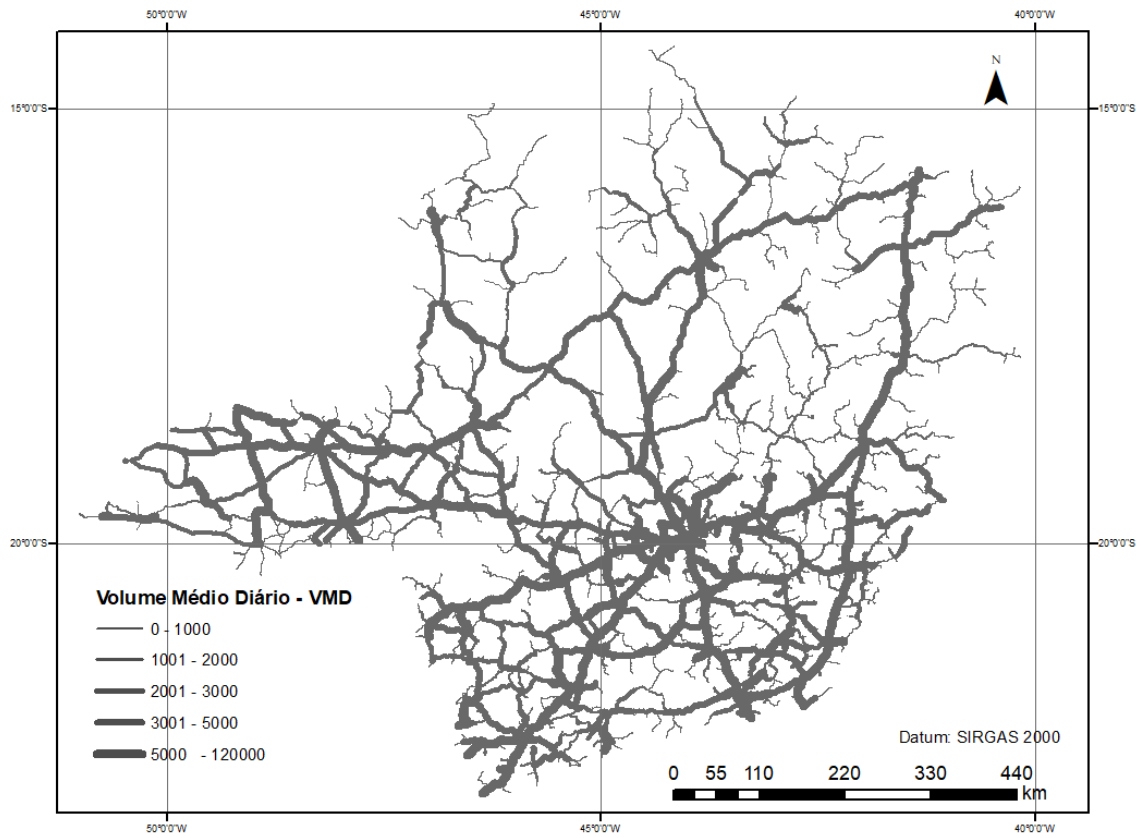 50°0'0"W 45°0'0"W 40°0'0"W
N
15°0'0"S 15°0'0"S
20°0'0"S 20°0'0"S
Volume Médio Diário - VMD
0 - 1000
1001 - 2000
2001 - 3000
3001 - 5000
5000 - 120000
Datum: SIRGAS 2000
0 55 110 220 330 440
km
50°0'0"W 45°0'0"W 40°0'0"W